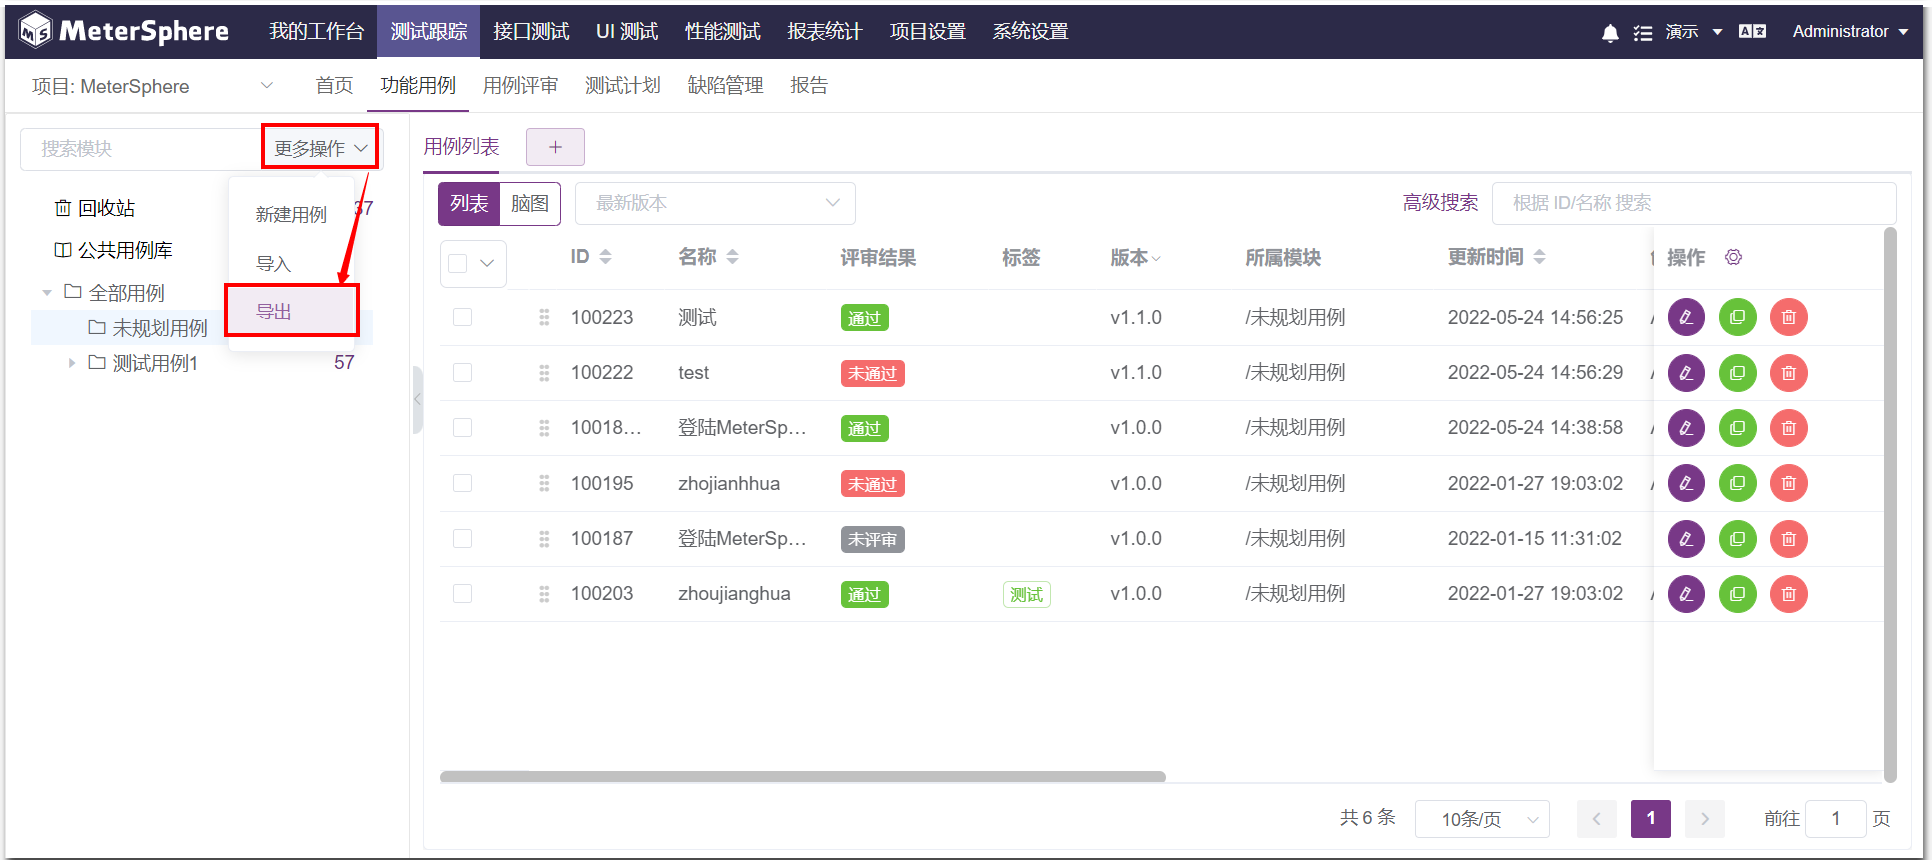 MeterSphere 我的工作台 测试跟踪 接口测试 UI 测试 性能测试 报表统计 项目设置 系统设置 演示 Administrator
项目: MeterSphere 首页 功能用例 用例评审 测试计划 缺陷管理 报告
搜索模块 更多操作
回收站 37
公共用例库
全部用例
未规划用例
测试用例1 57
新建用例
导入
导出
用例列表 +
列表 脑图 最新版本 高级搜索 根据 ID/名称 搜索
ID 名称 评审结果 标签 版本 所属模块 更新时间 操作
100223 测试 通过 v1.1.0 /未规划用例 2022-05-24 14:56:25
100222 test 未通过 v1.1.0 /未规划用例 2022-05-24 14:56:29
10018... 登陆MeterSp... 通过 v1.0.0 /未规划用例 2022-05-24 14:38:58
100195 zhojianhhua 未通过 v1.0.0 /未规划用例 2022-01-27 19:03:02
100187 登陆MeterSp... 未评审 v1.0.0 /未规划用例 2022-01-15 11:31:02
100203 zhoujianghua 通过 测试 v1.0.0 /未规划用例 2022-01-27 19:03:02
共 6 条 10条/页 1 前往 1 页